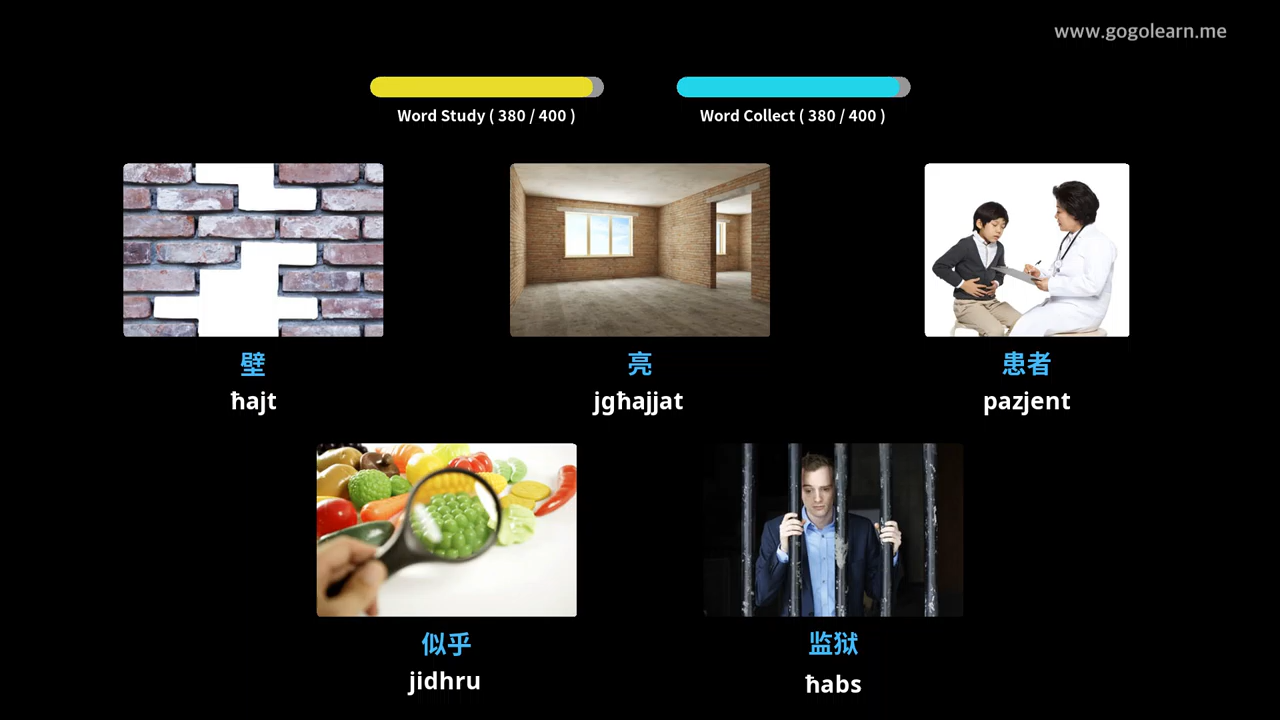 www.gogolearn.me
Word Study ( 380 / 400 )
Word Collect ( 380 / 400 )
壁
ħajt
亮
jgħajjat
患者
pazjent
似乎
jidhru
监狱
ħabs